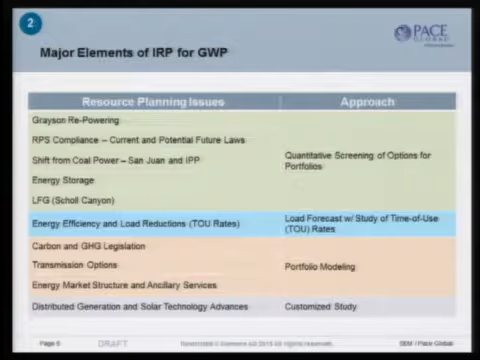 2
PACE
GLOBAL
Major Elements of IRP for GWP
Resource Planning Issues
Approach
Grayson Re-Powering
RPS Compliance – Current and Potential Future Laws
Shift from Coal Power – San Juan and IPP
Energy Storage
LFG (Scholl Canyon)
Quantitative Screening of Options for
Portfolios
Energy Efficiency and Load Reductions (TOU Rates)
Load Forecast w/ Study of Time-of-Use
(TOU) Rates
Carbon and GHG Legislation
Transmission Options
Energy Market Structure and Ancillary Services
Portfolio Modeling
Distributed Generation and Solar Technology Advances
Customized Study
DRAFT
All rights reserved.
/ Pace Global